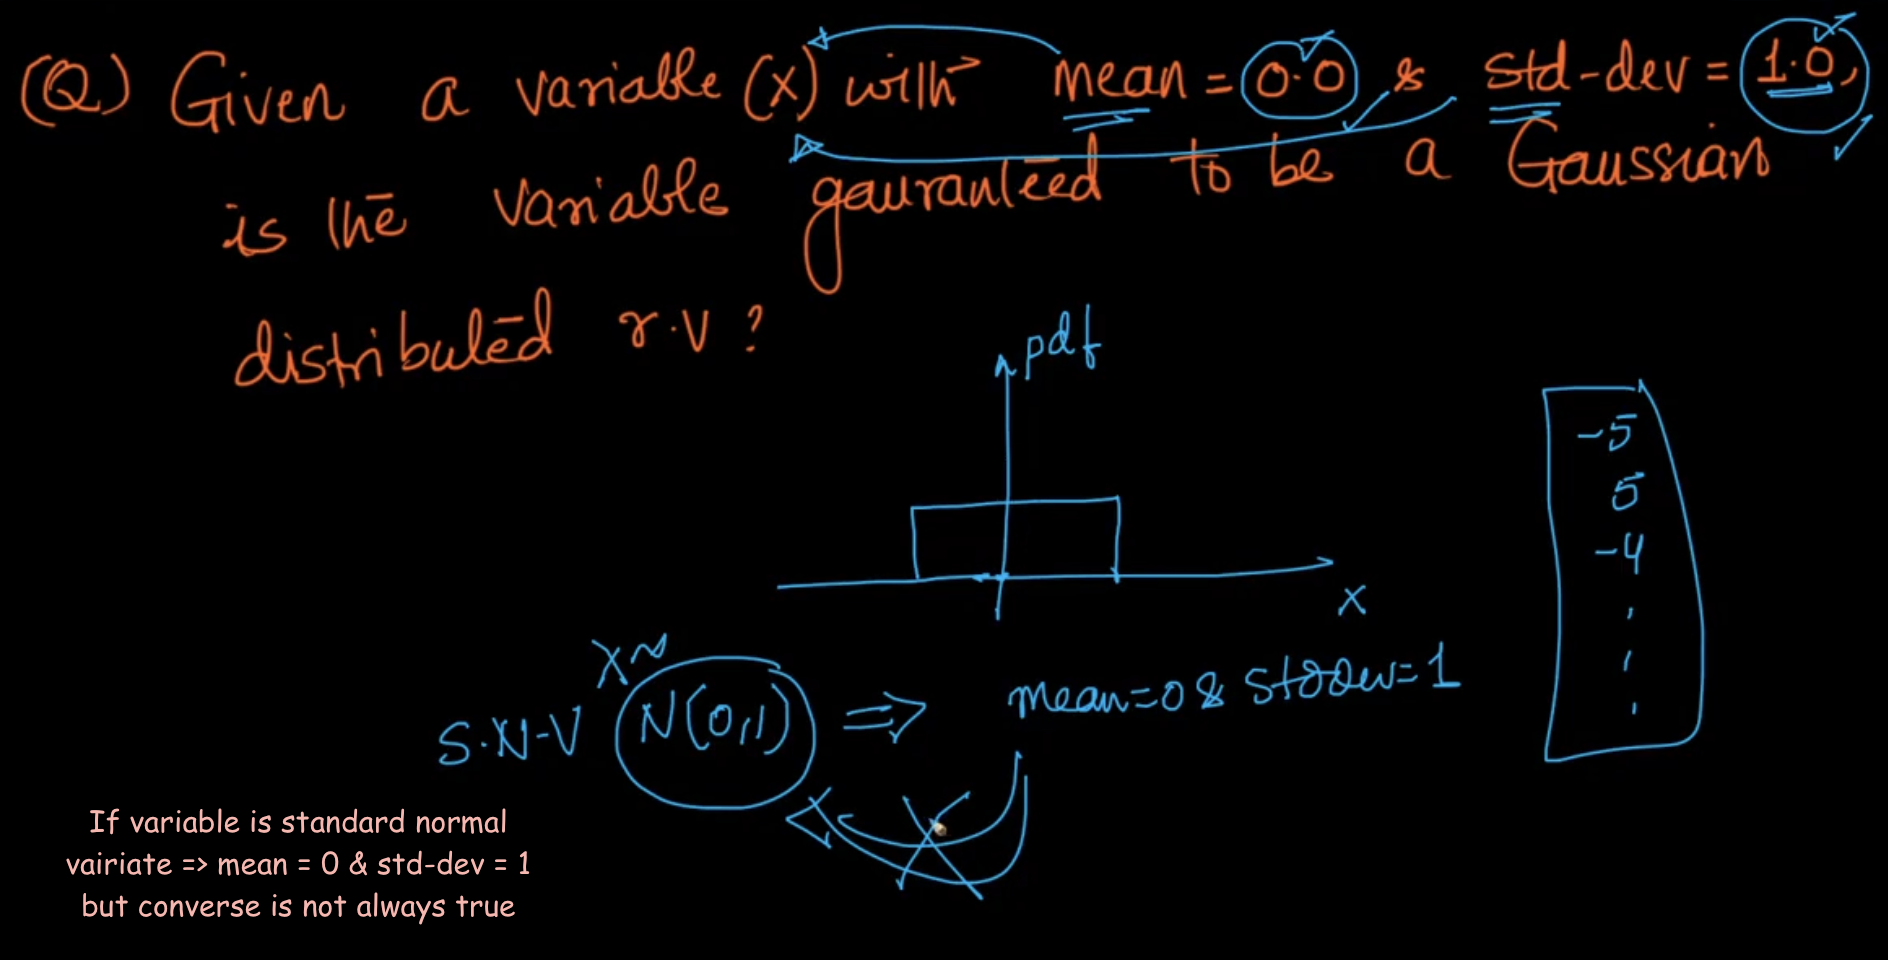 (Q) Given a variable (x) with mean = 0.0 & std-dev = 1.0,
is the variable gauranteed to be a Gaussian
distributed r.v?
pdf
-5
5
-4
x
X~
S.N.V N(0,1) => mean=0 & stddev=1
If variable is standard normal
vairiate => mean = 0 & std-dev = 1
but converse is not always true